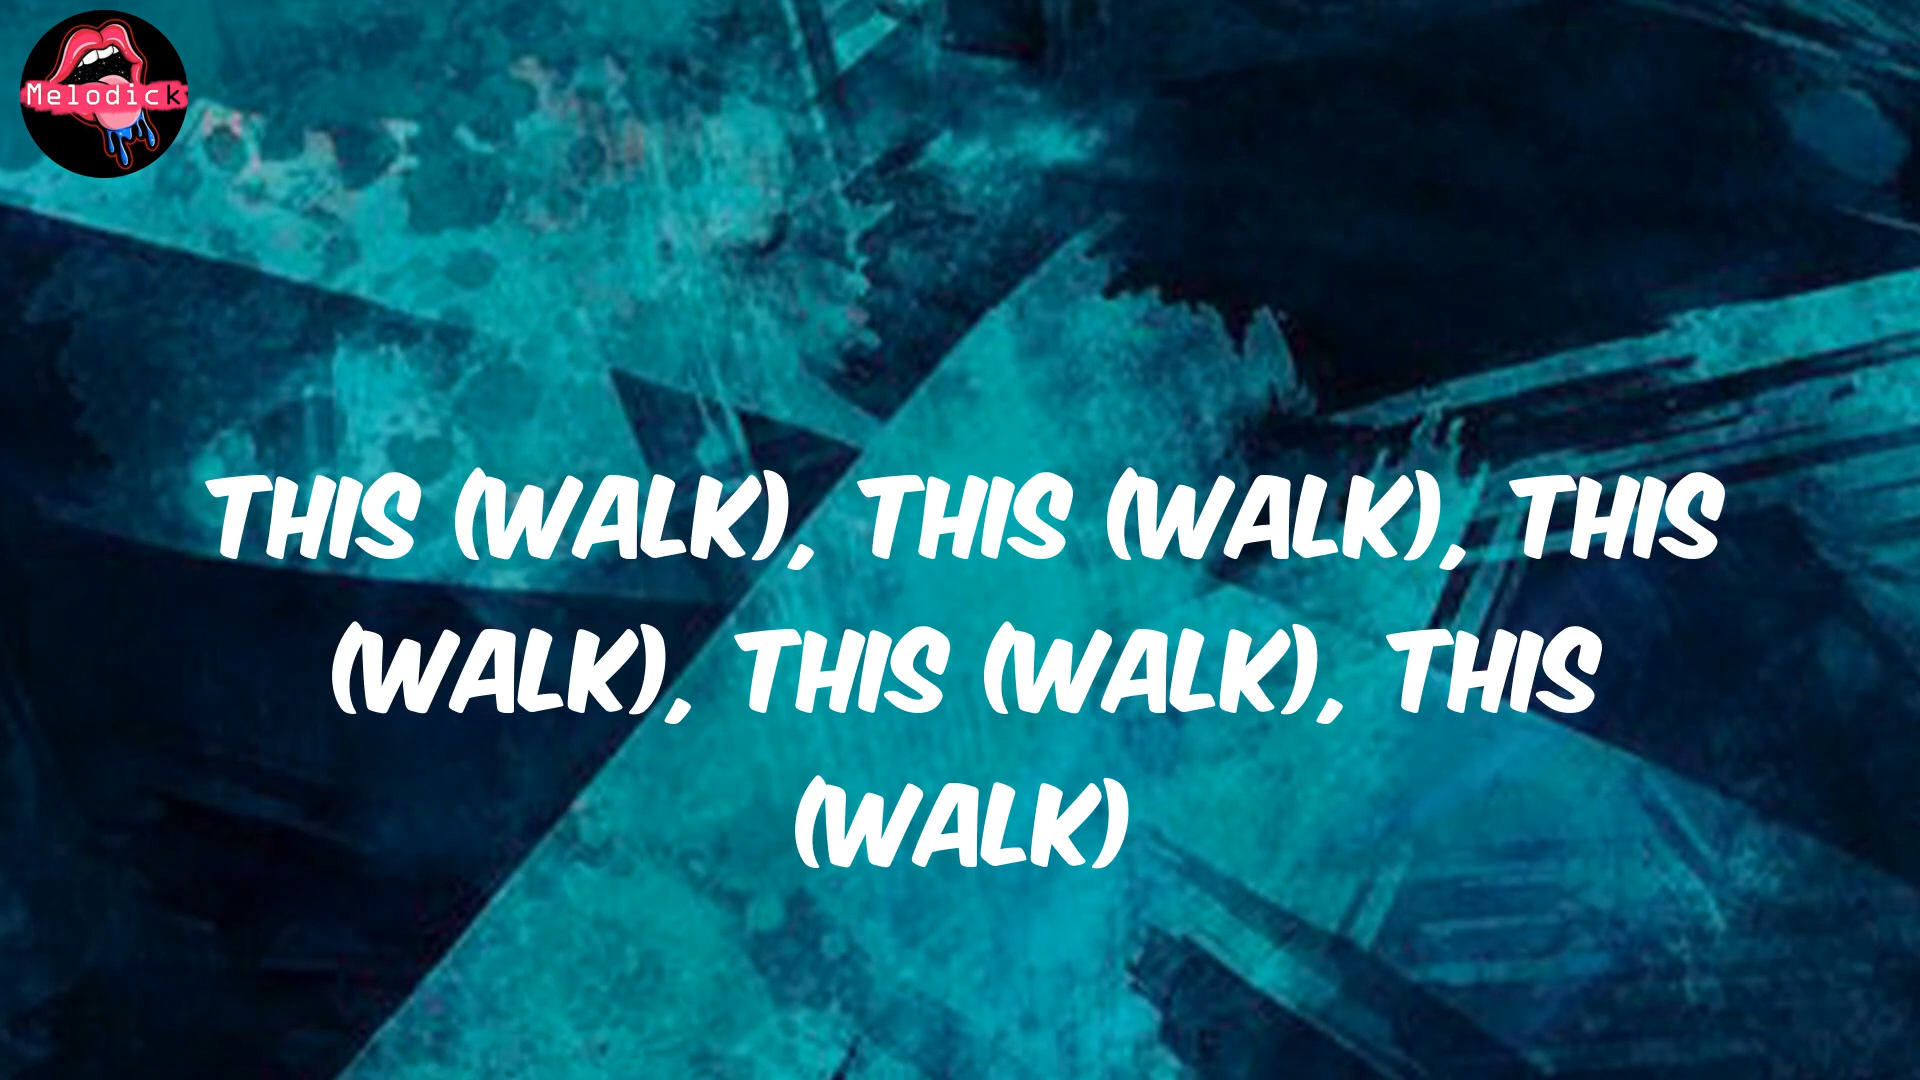 Melodick
THIS (WALK), THIS (WALK), THIS
(WALK), THIS (WALK), THIS
(WALK)